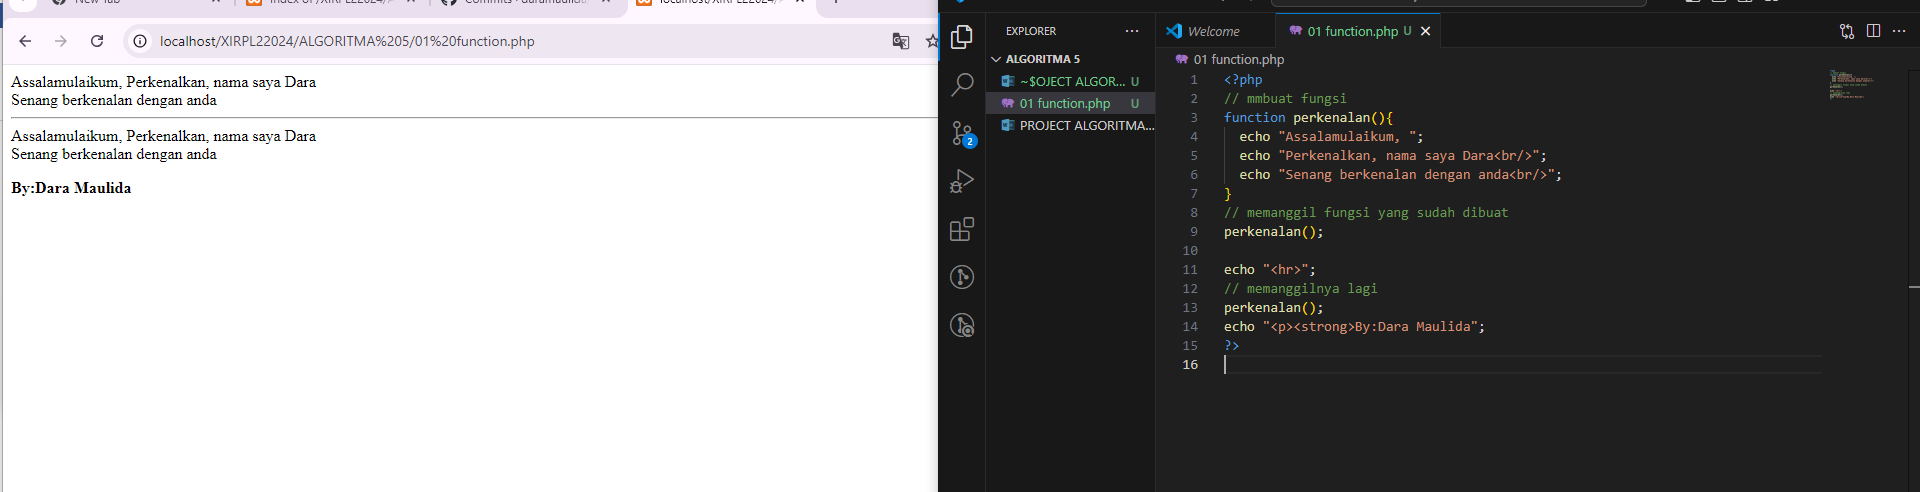 New Tab
localhost/XIRPL22024/ALGORITMA%205/01%20function.php
Assalamulaikum, Perkenalkan, nama saya Dara
Senang berkenalan dengan anda
Assalamulaikum, Perkenalkan, nama saya Dara
Senang berkenalan dengan anda
By:Dara Maulida
EXPLORER
ALGORITMA 5
~$OJECT ALGOR... U
01 function.php U
PROJECT ALGORITMA...
2
Welcome
01 function.php U
01 function.php
1 <?php
2 // mmbuat fungsi
3 function perkenalan(){
4 echo "Assalamulaikum, ";
5 echo "Perkenalkan, nama saya Dara<br/>";
6 echo "Senang berkenalan dengan anda<br/>";
7 }
8 // memanggil fungsi yang sudah dibuat
9 perkenalan();
10
11 echo "<hr>";
12 // memanggilnya lagi
13 perkenalan();
14 echo "<p><strong>By:Dara Maulida";
15 ?>
16